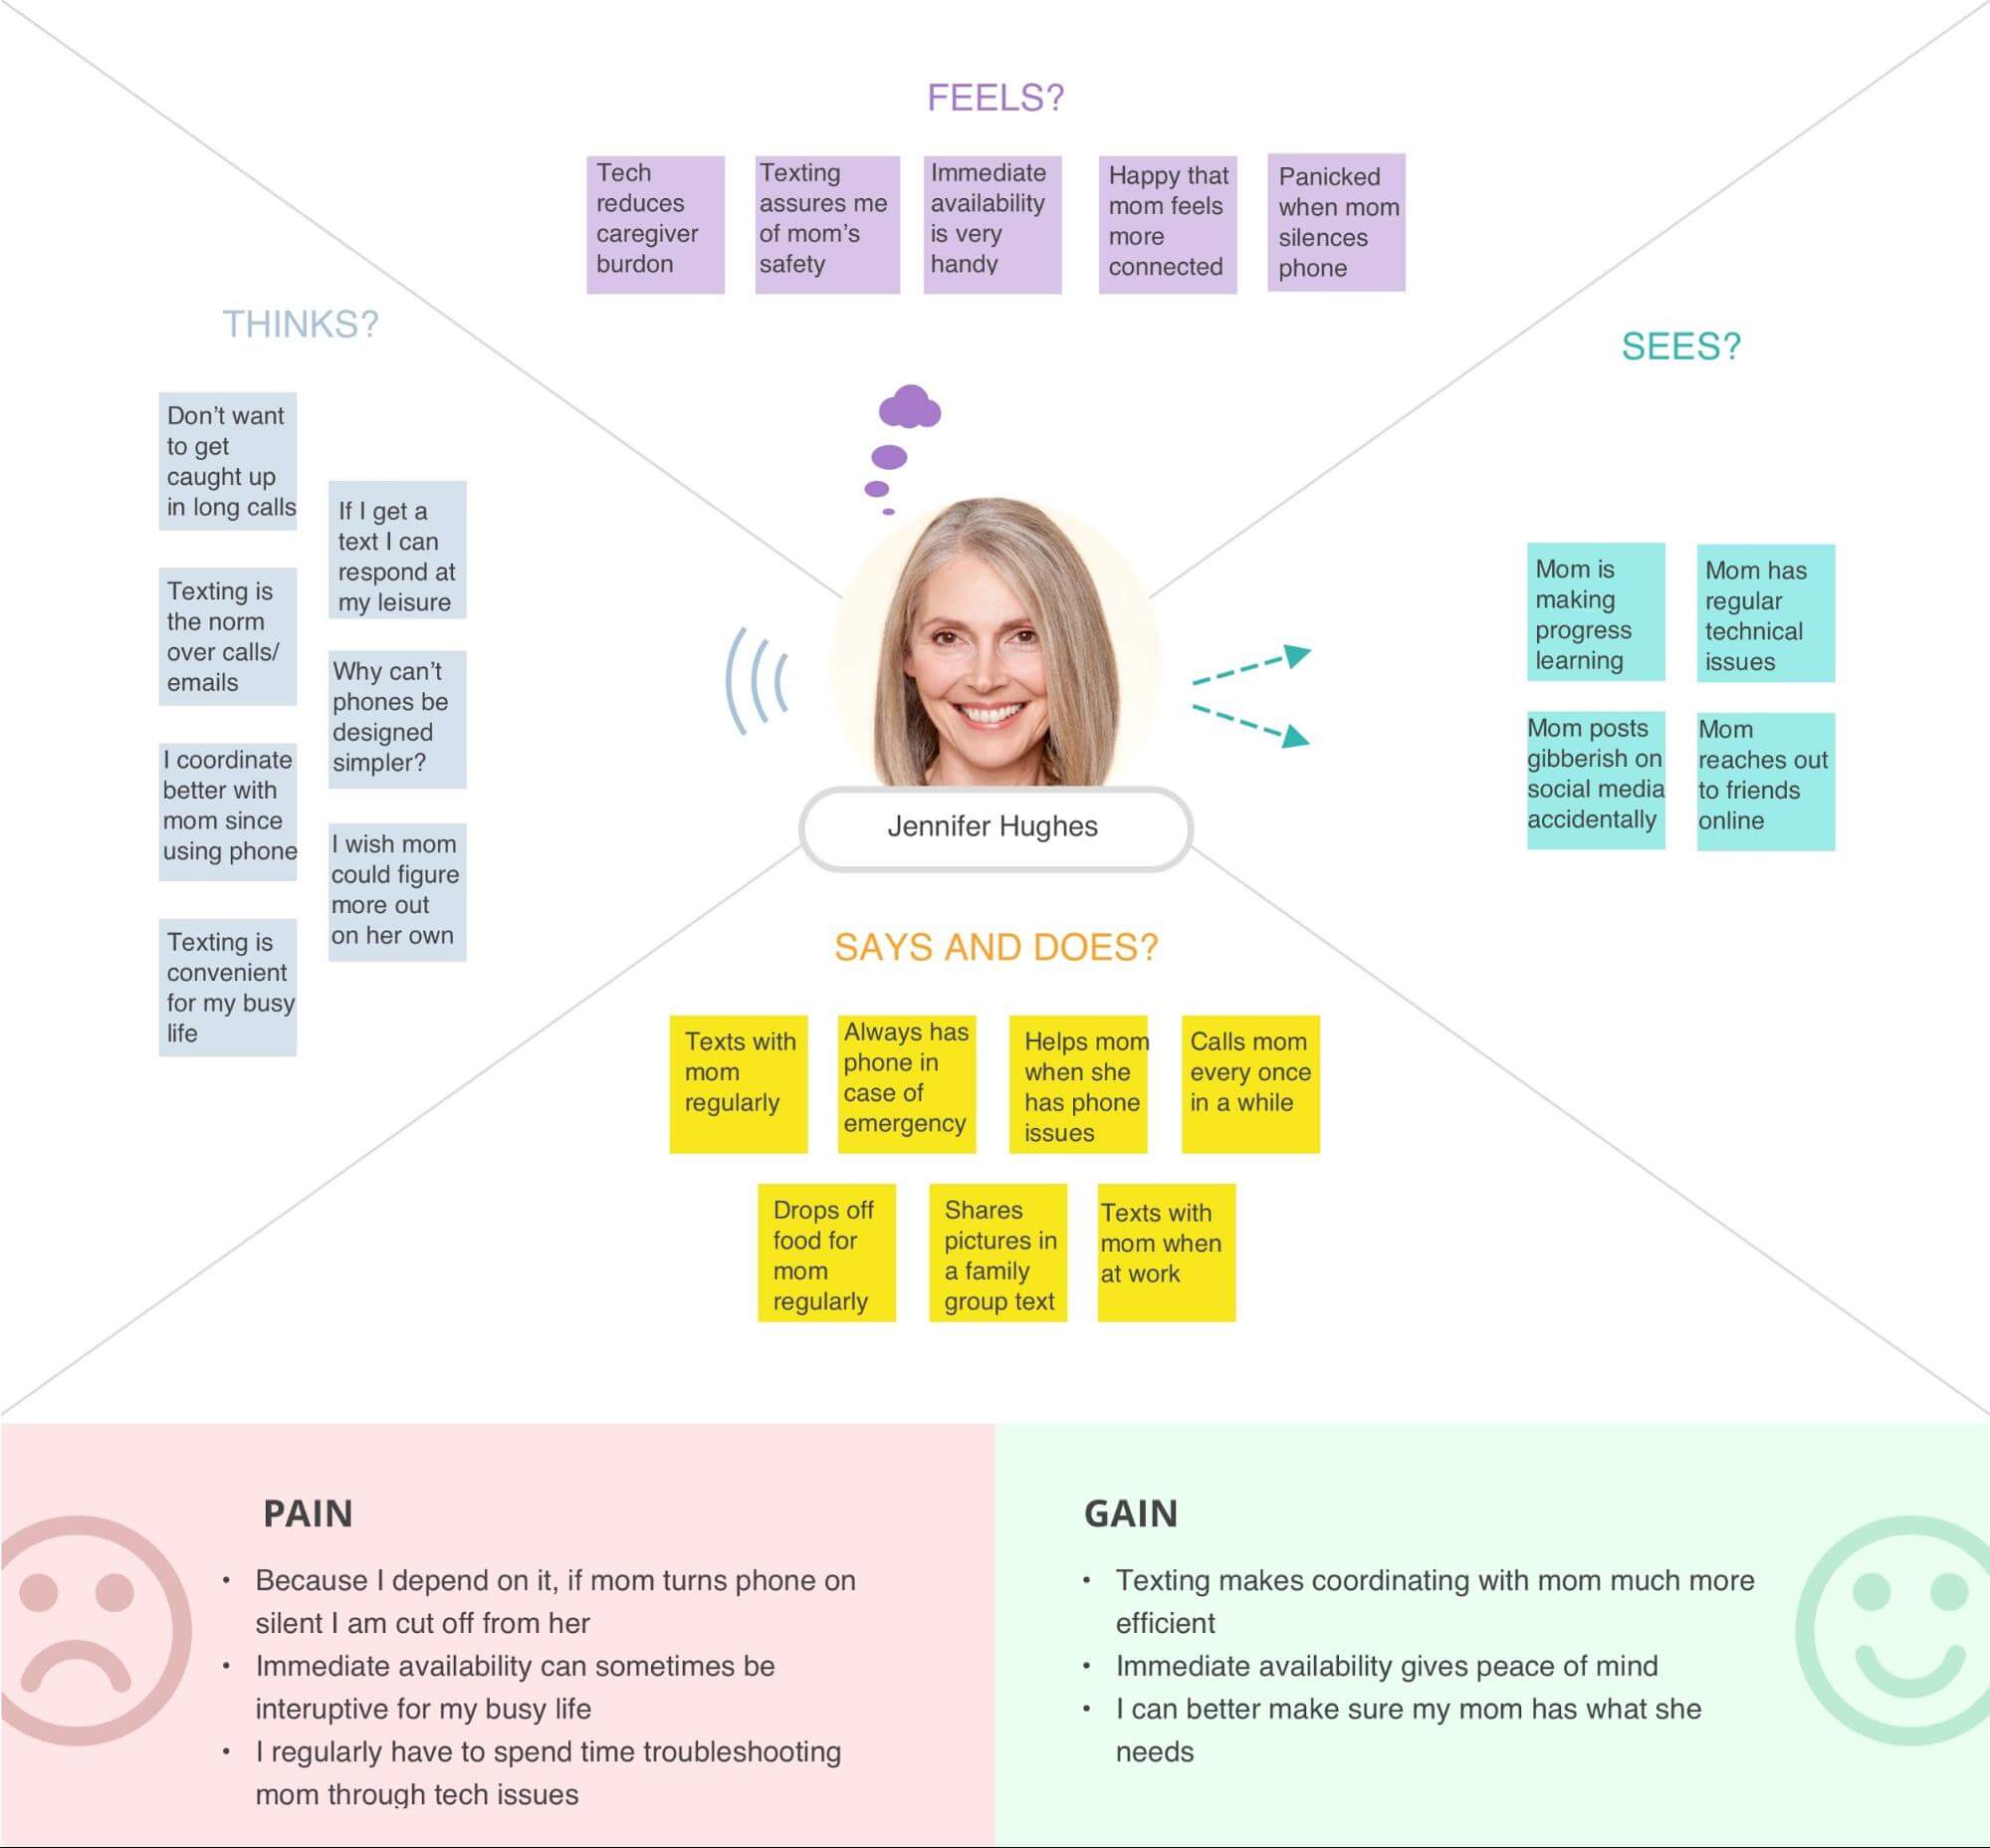 FEELS?
Tech
reduces
caregiver
burdon
Texting
assures me
of mom's
safety
Immediate
availability
is very
handy
Happy that
mom feels
more
connected
Panicked
when mom
silences
phone
THINKS?
Don't want
to get
caught up
in long calls
If I get a
text I can
respond at
my leisure
Texting is
the norm
over calls/
emails
Why can't
phones be
designed
simpler?
I coordinate
better with
mom since
using phone
I wish mom
could figure
more out
on her own
Texting is
convenient
for my busy
life
SEES?
Mom is
making
progress
learning
Mom has
regular
technical
issues
Mom posts
gibberish on
social media
accidentally
Mom
reaches out
to friends
online
Jennifer Hughes
SAYS AND DOES?
Texts with
mom
regularly
Always has
phone in
case of
emergency
Helps mom
when she
has phone
issues
Calls mom
every once
in a while
Drops off
food for
mom
regularly
Shares
pictures in
a family
group text
Texts with
mom when
at work
PAIN
• Because I depend on it, if mom turns phone on
silent I am cut off from her
• Immediate availability can sometimes be
interuptive for my busy life
• I regularly have to spend time troubleshooting
mom through tech issues
GAIN
• Texting makes coordinating with mom much more
efficient
• Immediate availability gives peace of mind
• I can better make sure my mom has what she
needs